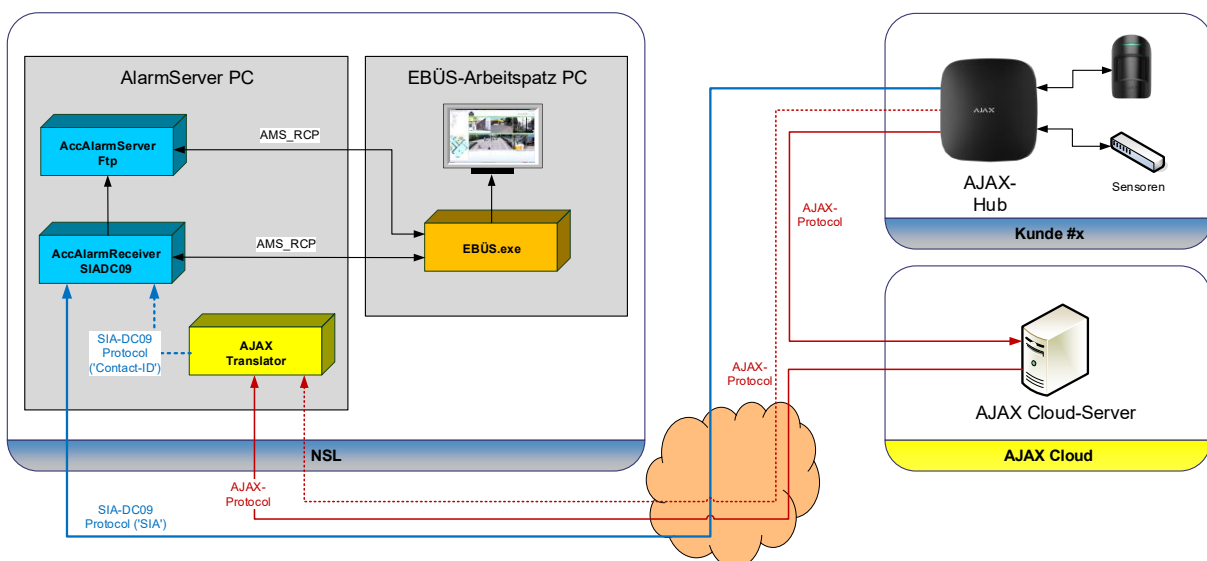 AlarmServer PC
AccAlarmServer
Ftp
AccAlarmReceiver
SIADC09
SIA-DC09
Protocol
('Contact-ID')
AJAX
Translator
AMS_RCP
AMS_RCP
EBÜS-Arbeitspatz PC
EBÜS.exe
NSL
SIA-DC09
Protocol ('SIA')
AJAX-
Protocol
AJAX-
Protocol
AJAX-
Protocol
AJAX
AJAX-
Hub
Sensoren
Kunde #x
AJAX Cloud-Server
AJAX Cloud